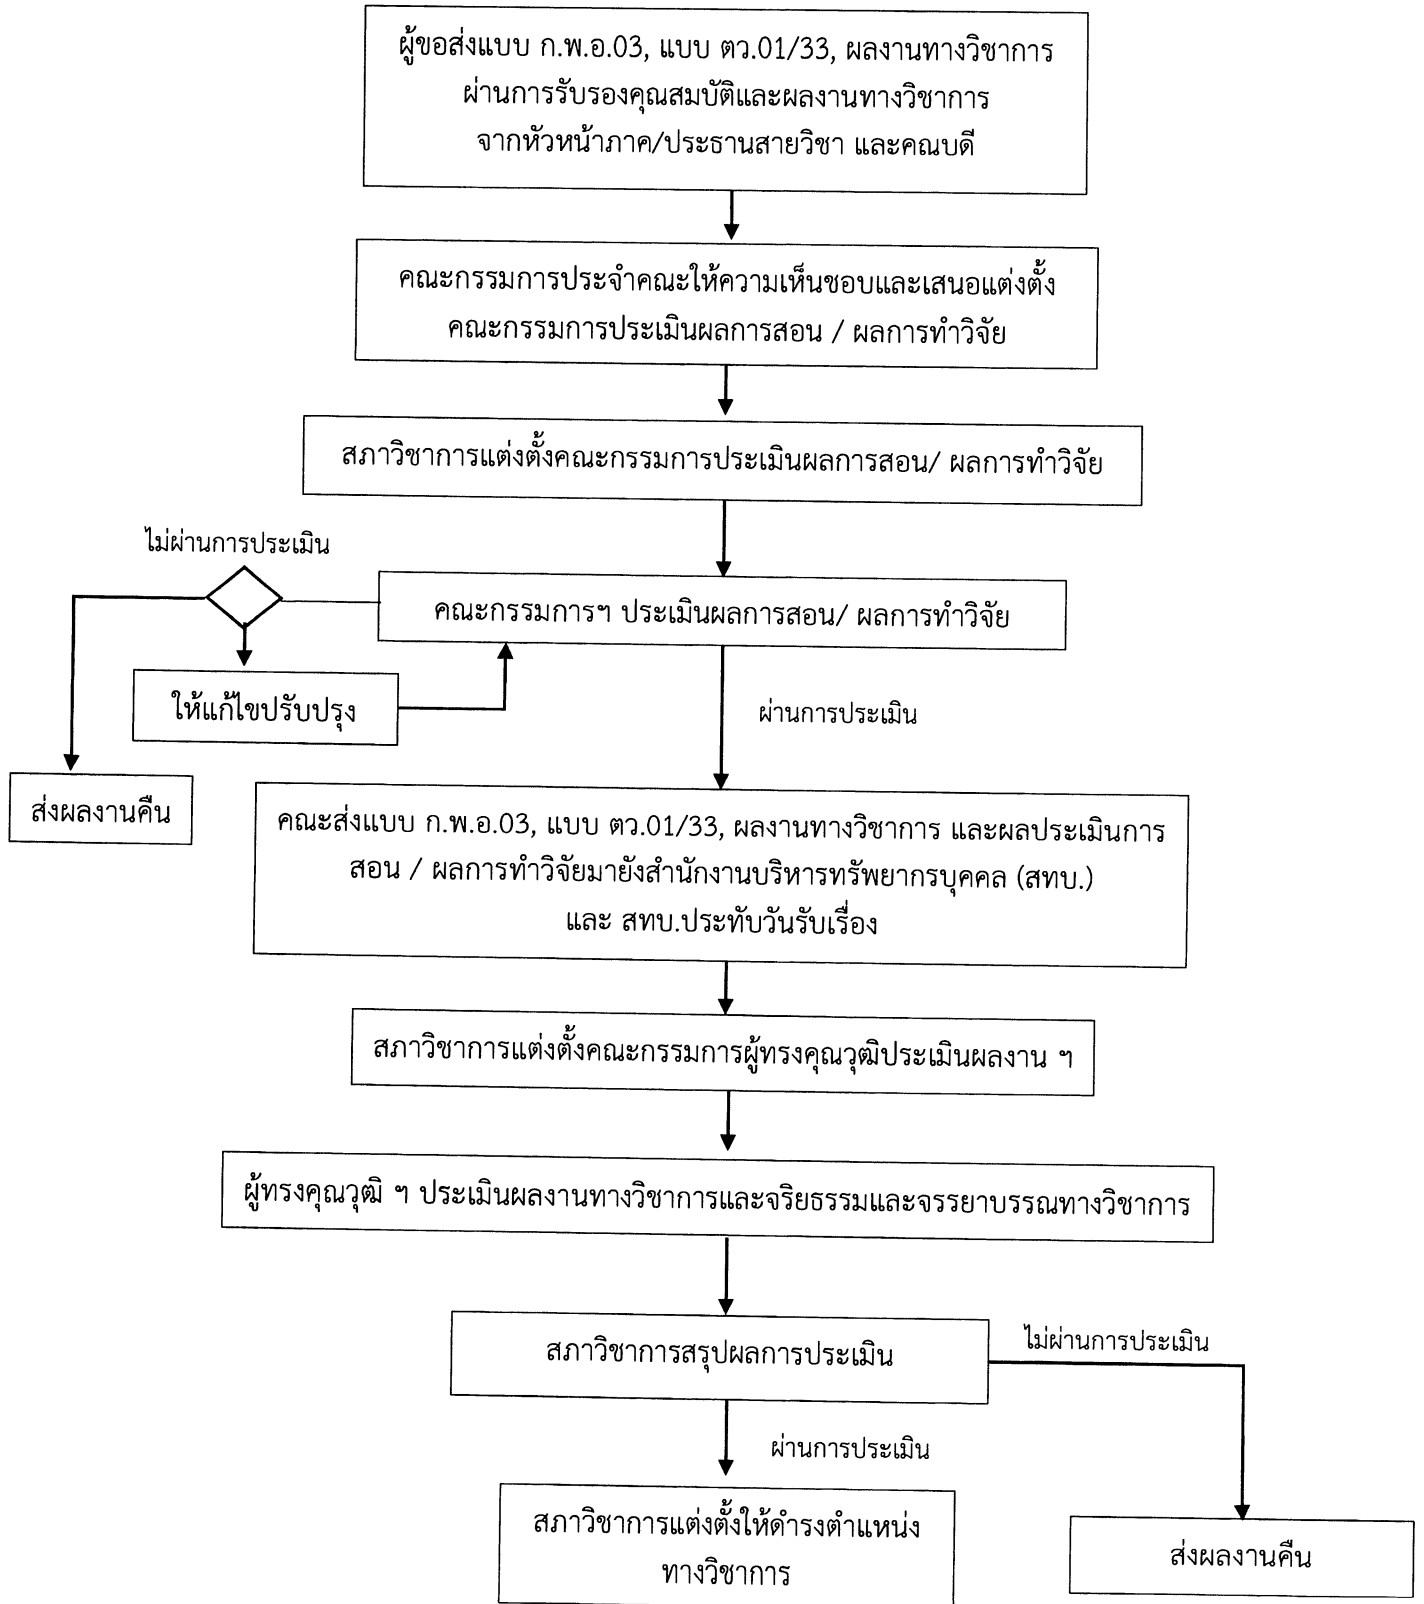 ผู้ขอส่งแบบ ก.พ.อ.03, แบบ ตว.01/33, ผลงานทางวิชาการ
ผ่านการรับรองคุณสมบัติและผลงานทางวิชาการ
จากหัวหน้าภาค/ประธานสายวิชา และคณบดี
คณะกรรมการประจำคณะให้ความเห็นชอบและเสนอแต่งตั้ง
คณะกรรมการประเมินผลการสอน / ผลการทำวิจัย
สภาวิชาการแต่งตั้งคณะกรรมการประเมินผลการสอน/ ผลการทำวิจัย
ไม่ผ่านการประเมิน
คณะกรรมการฯ ประเมินผลการสอน/ ผลการทำวิจัย
ให้แก้ไขปรับปรุง
ผ่านการประเมิน
ส่งผลงานคืน
คณะส่งแบบ ก.พ.อ.03, แบบ ตว.01/33, ผลงานทางวิชาการ และผลประเมินการ
สอน / ผลการทำวิจัยมายังสำนักงานบริหารทรัพยากรบุคคล (สทบ.)
และ สทบ.ประทับวันรับเรื่อง
สภาวิชาการแต่งตั้งคณะกรรมการผู้ทรงคุณวุฒิประเมินผลงาน ฯ
ผู้ทรงคุณวุฒิ ฯ ประเมินผลงานทางวิชาการและจริยธรรมและจรรยาบรรณทางวิชาการ
สภาวิชาการสรุปผลการประเมิน
ไม่ผ่านการประเมิน
ผ่านการประเมิน
สภาวิชาการแต่งตั้งให้ดำรงตำแหน่ง
ทางวิชาการ
ส่งผลงานคืน